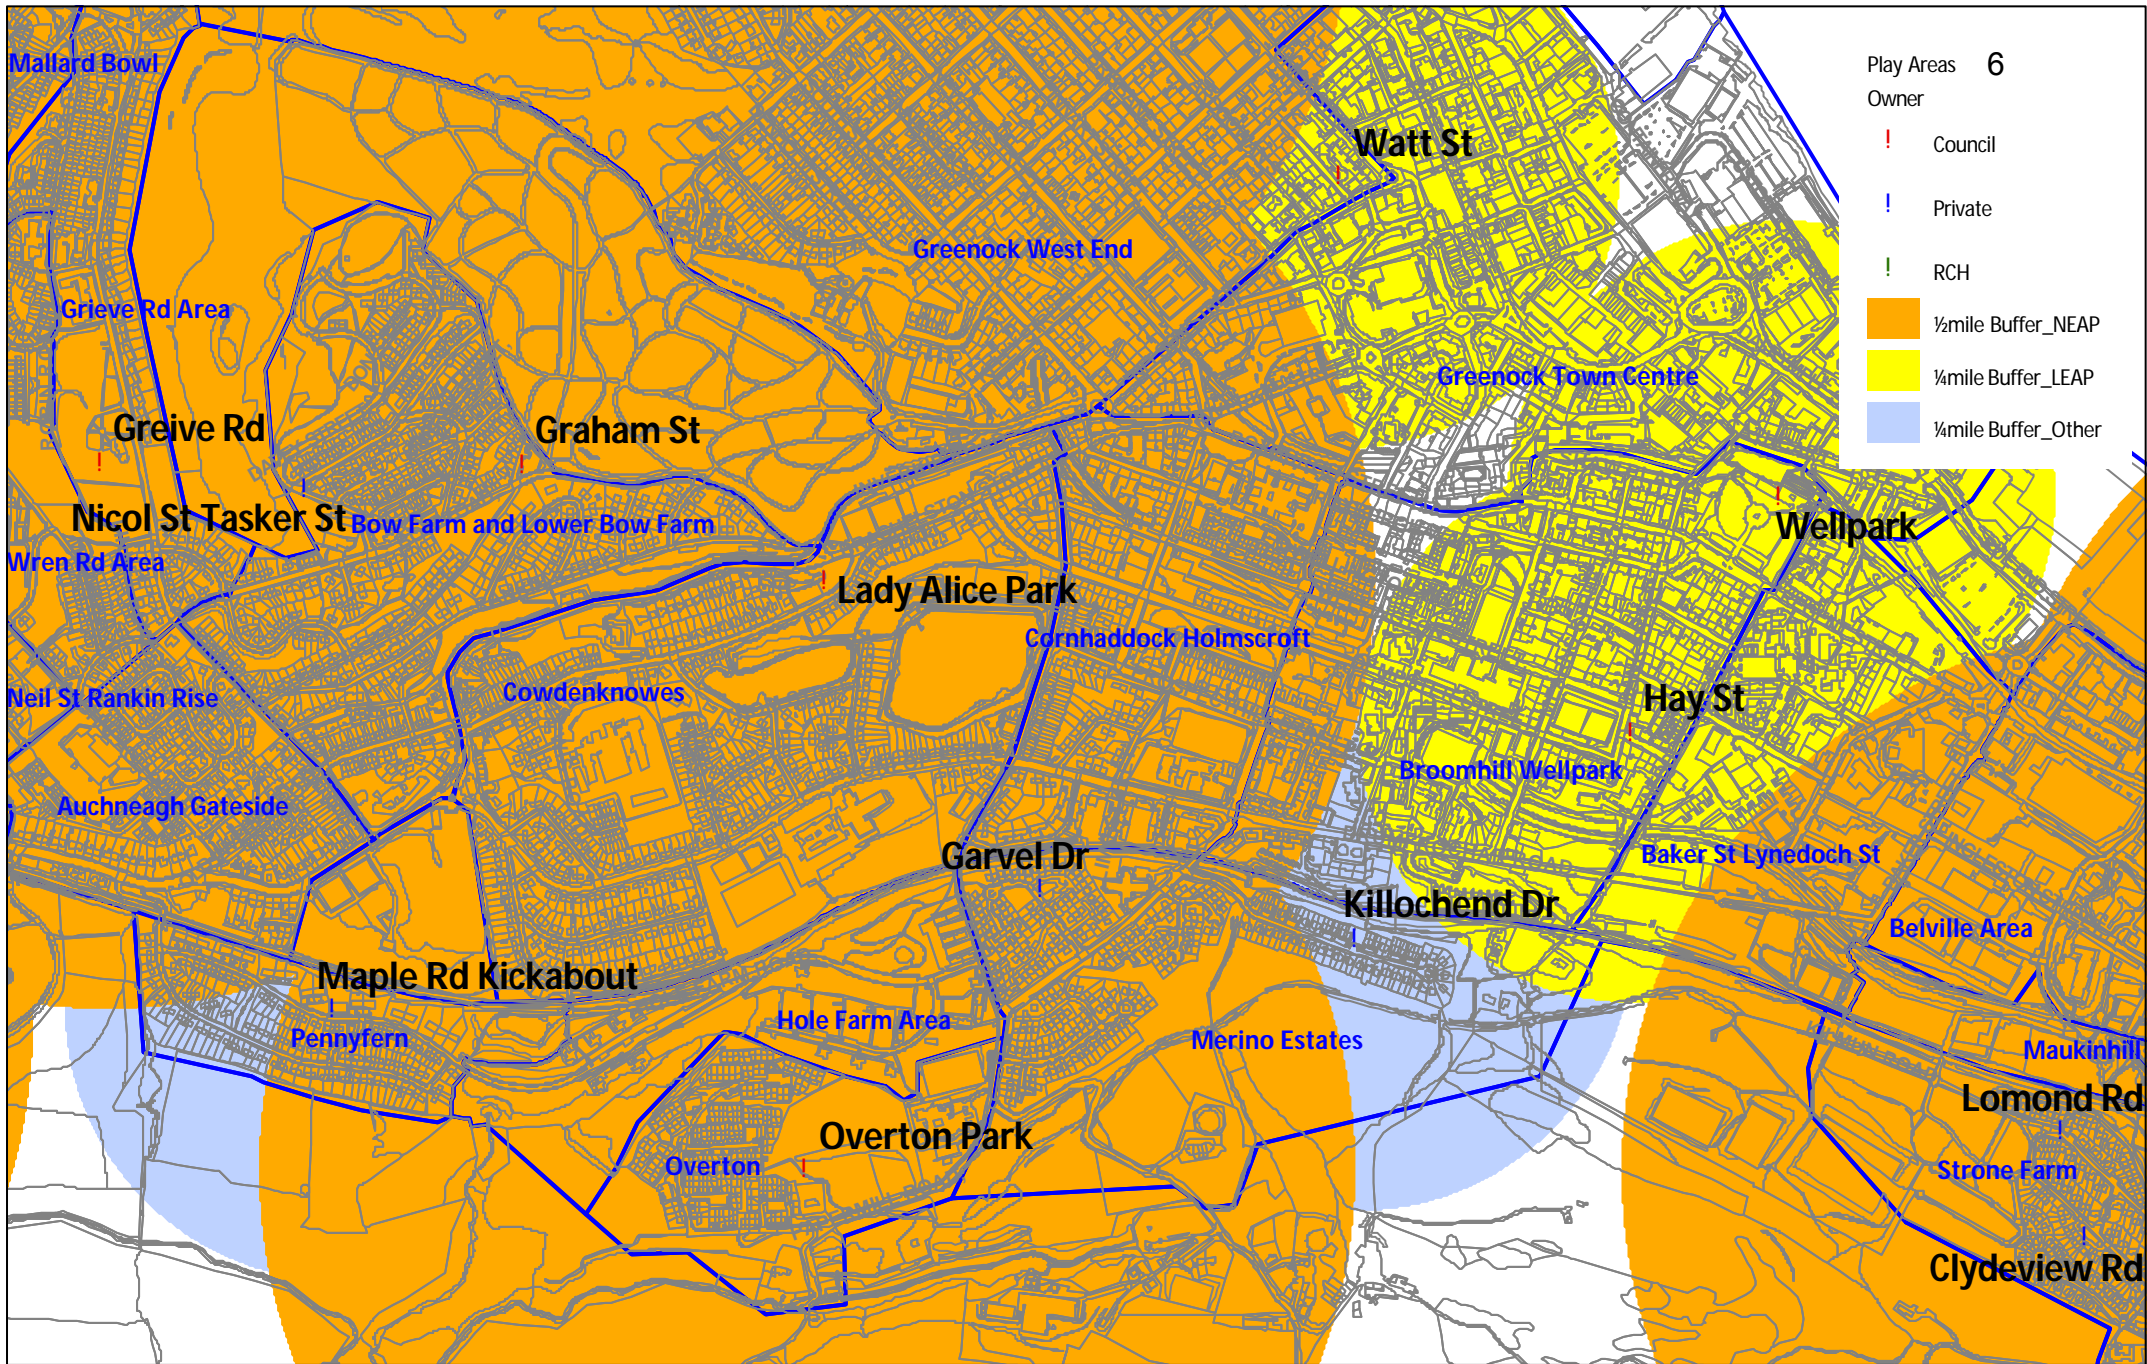 Mallard Bowl
Play Areas 6
Owner
Watt St
! Council
! Private
Greenock West End
! RCH
Grieve Rd Area
½mile Buffer_NEAP
Greenock Town Centre
¼mile Buffer_LEAP
Greive Rd
Graham St
¼mile Buffer_Other
Nicol St Tasker St
Bow Farm and Lower Bow Farm
Wellpark
Wren Rd Area
Lady Alice Park
Cornhaddock Holmscroft
Neil St Rankin Rise
Cowdenknowes
Hay St
Broomhill Wellpark
Auchneagh Gateside
Garvel Dr
Baker St Lynedoch St
Killochend Dr
Belville Area
Maple Rd Kickabout
Hole Farm Area
Pennyfern
Merino Estates
Maukinhill
Lomond Rd
Overton Park
Overton
Strone Farm
Clydeview Rd